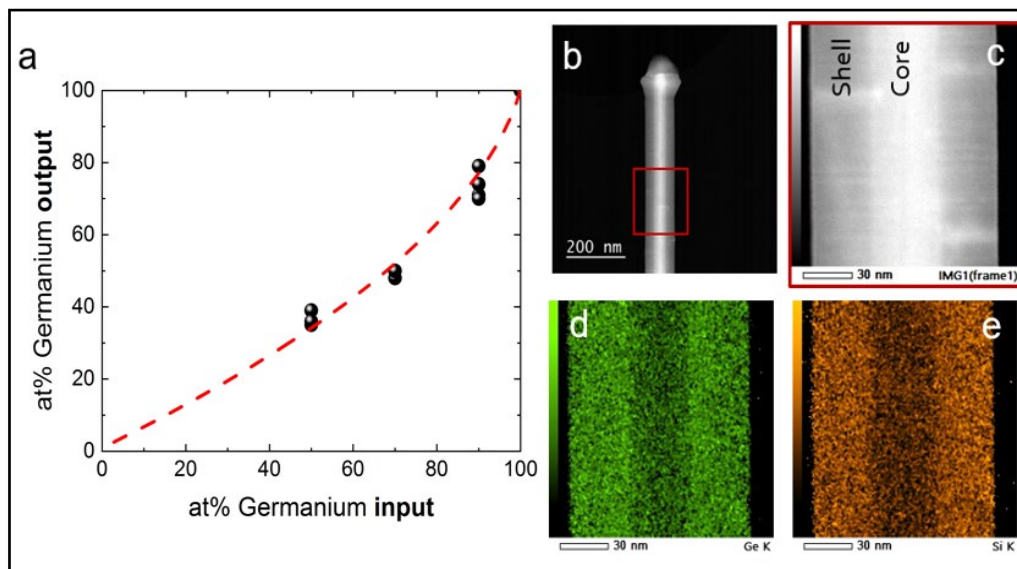 a
at% Germanium output
100
80
60
40
20
0
0 20 40 60 80 100
at% Germanium input
b
200 nm
c
Shell
Core
30 nm IMG1(frame1)
d
30 nm Ge K
e
30 nm Si K